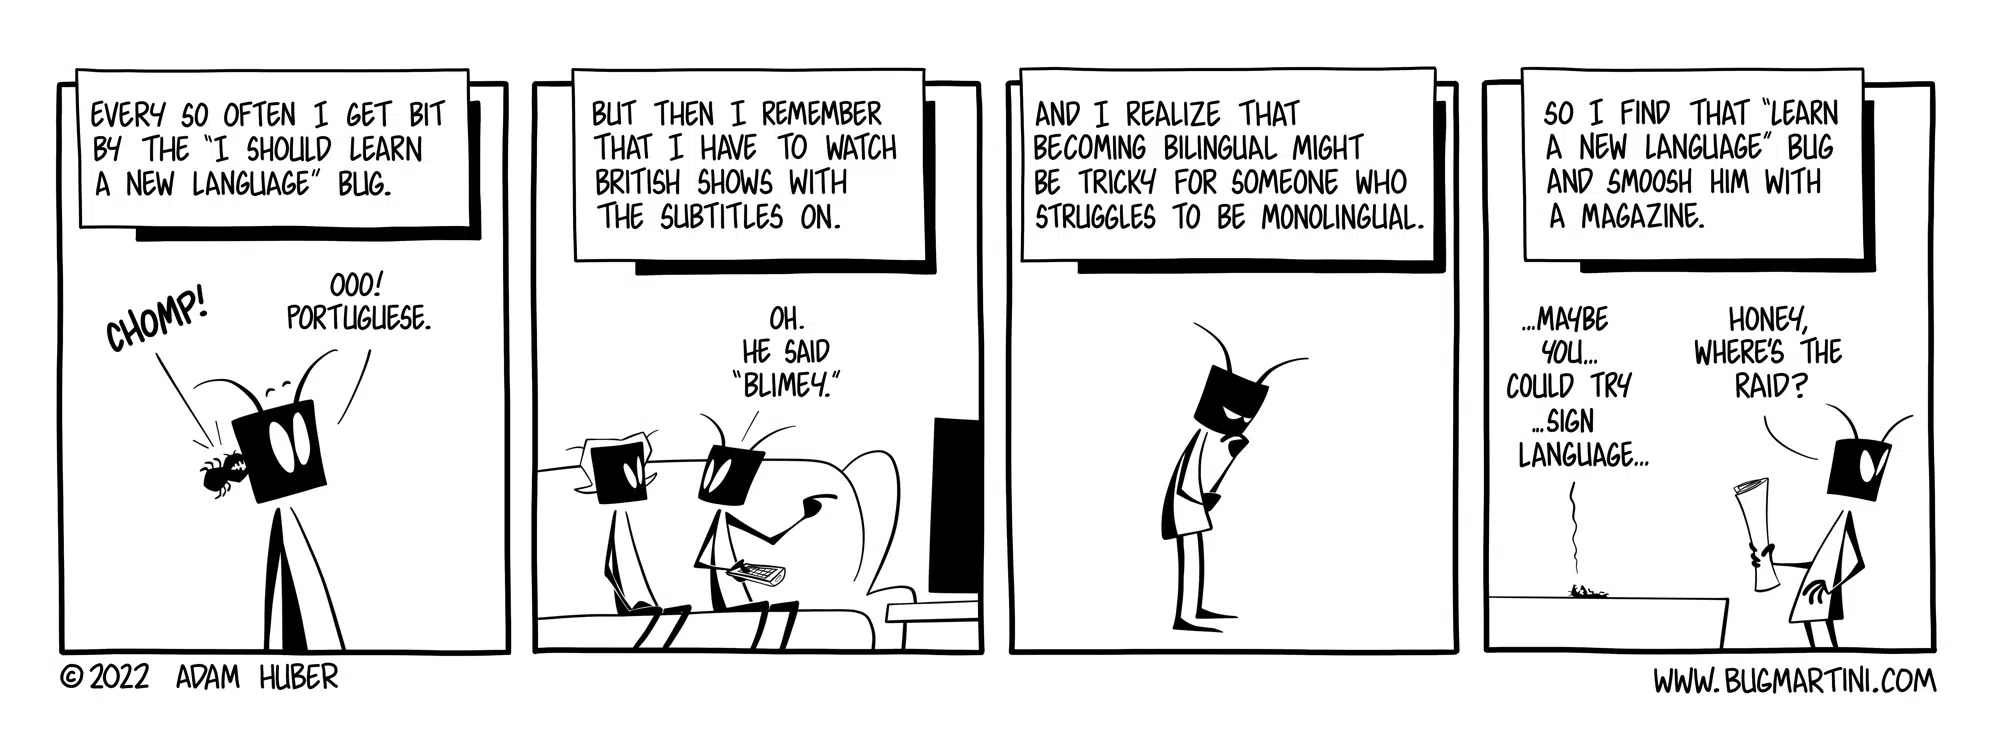 EVERY SO OFTEN I GET BIT
BY THE "I SHOULD LEARN
A NEW LANGUAGE" BUG.
CHOMP!
OOO!
PORTUGUESE.
BUT THEN I REMEMBER
THAT I HAVE TO WATCH
BRITISH SHOWS WITH
THE SUBTITLES ON.
OH.
HE SAID
"BLIMEY."
AND I REALIZE THAT
BECOMING BILINGUAL MIGHT
BE TRICKY FOR SOMEONE WHO
STRUGGLES TO BE MONOLINGUAL.
SO I FIND THAT "LEARN
A NEW LANGUAGE" BUG
AND SMOOSH HIM WITH
A MAGAZINE.
...MAYBE
YOU...
COULD TRY
...SIGN
LANGUAGE...
HONEY,
WHERE'S THE
RAID?
© 2022 ADAM HUBER
WWW.BUGMARTINI.COM